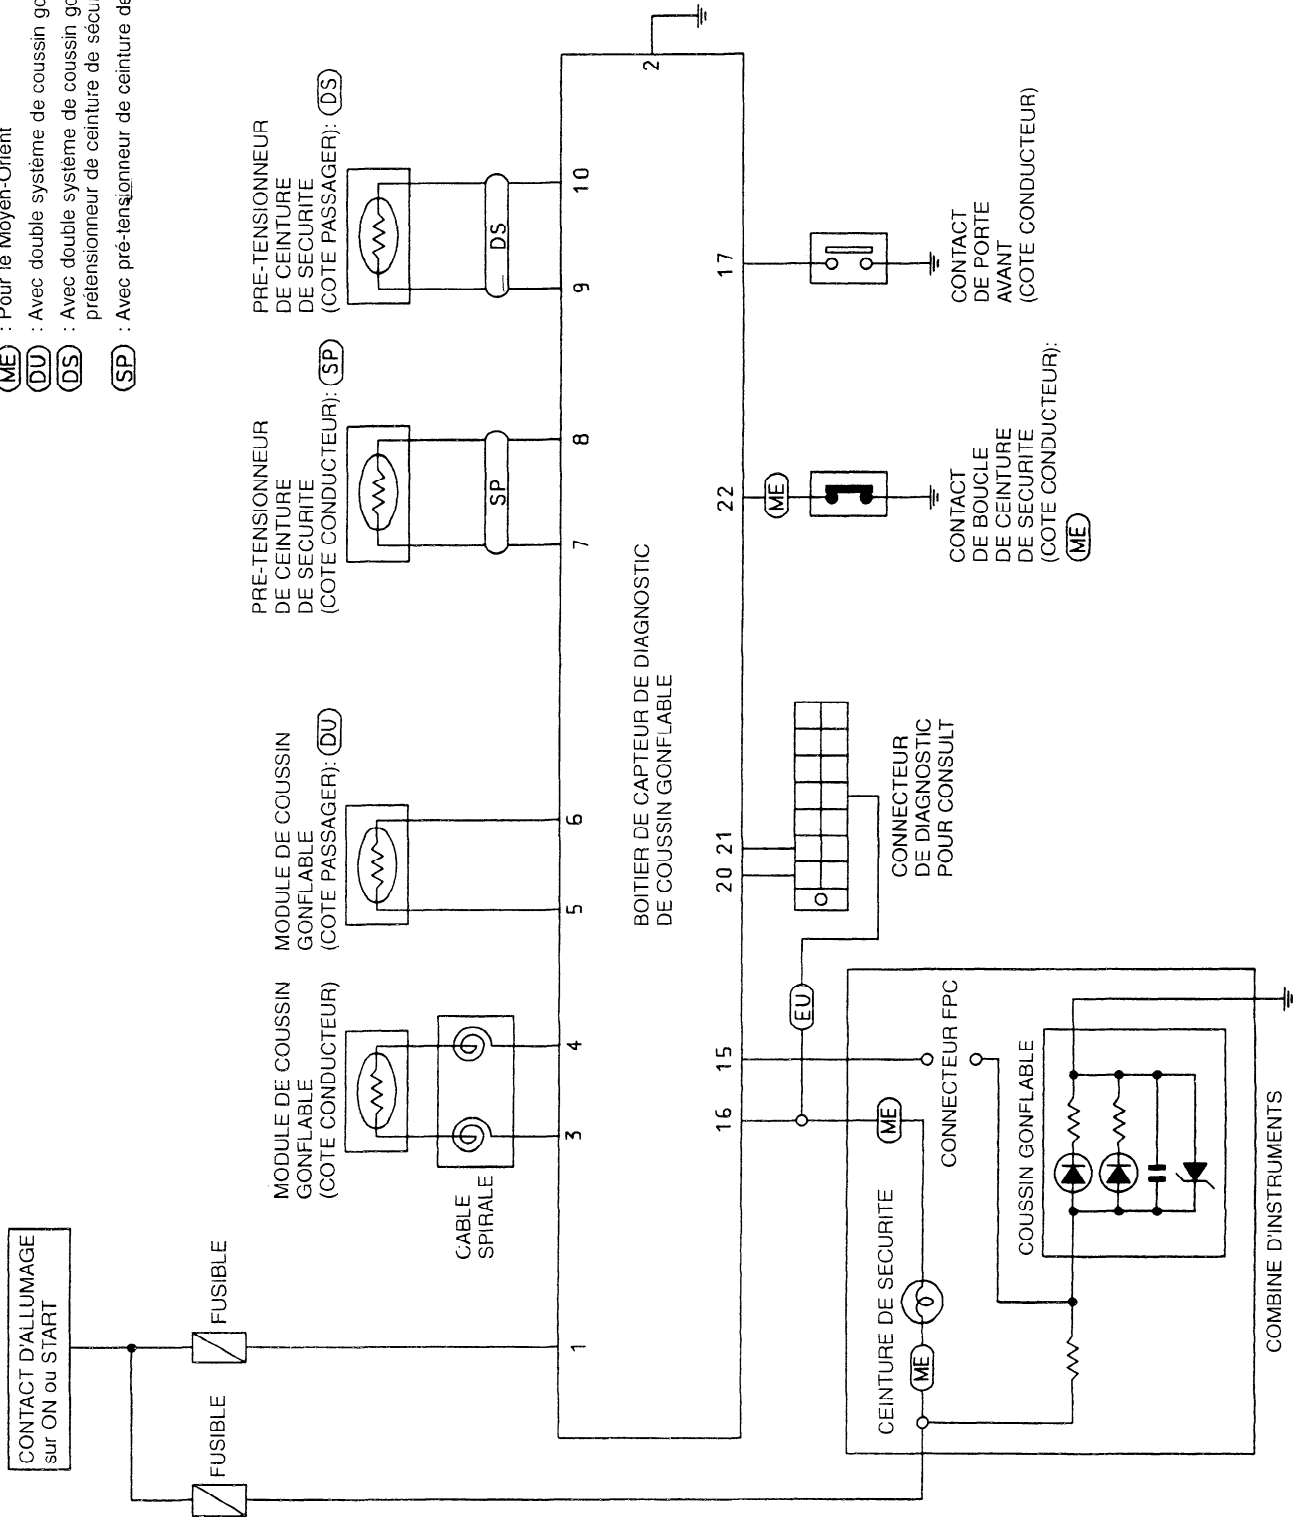 ME : Pour le Moyen-Orient
DU : Avec double système de coussin
DS : Avec double système de coussin
prétensionneur de ceinture de
SP : Avec pré-tensionneur de ceinture de
CONTACT D'ALLUMAGE
sur ON ou START
FUSIBLE
FUSIBLE
MODULE DE COUSSIN
GONFLABLE
(COTE CONDUCTEUR)
CABLE
SPIRALE
MODULE DE COUSSIN
GONFLABLE
(COTE PASSAGER): DU
PRE-TENSIONNEUR
DE CEINTURE
DE SECURITE
(COTE CONDUCTEUR): SP
SP
PRE-TENSIONNEUR
DE CEINTURE
DE SECURITE
(COTE PASSAGER): DS
DS
1
3
4
5
6
7
8
9
10
2
BOITIER DE CAPTEUR DE DIAGNOSTIC
DE COUSSIN GONFLABLE
16
15
20
21
22
17
EU
ME
ME
CONNECTEUR
DE DIAGNOSTIC
POUR CONSULT
ME
CONTACT
DE BOUCLE
DE CEINTURE
DE SECURITE
(COTE CONDUCTEUR):
ME
CONTACT
DE PORTE
AVANT
(COTE CONDUCTEUR)
CEINTURE DE SECURITE
CONNECTEUR FPC
COUSSIN GONFLABLE
COMBINE D'INSTRUMENTS